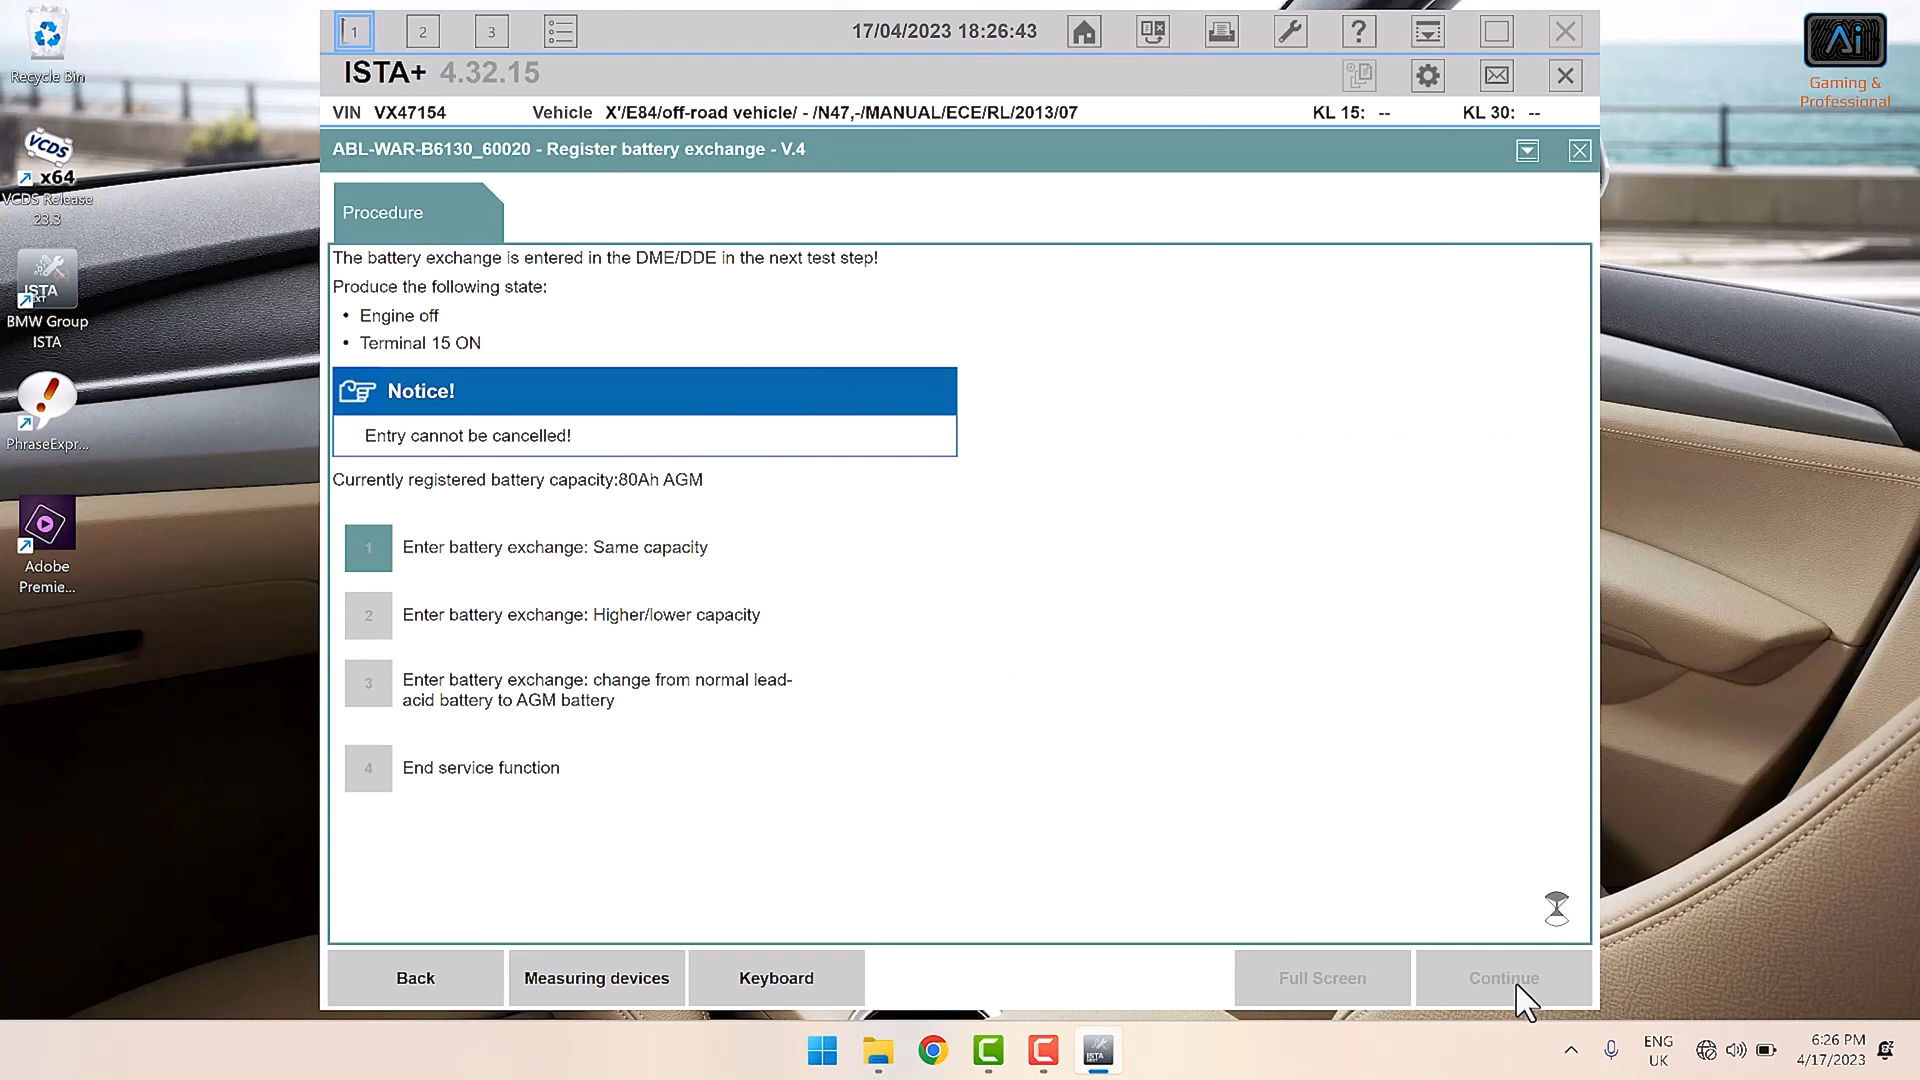 1
2
3
17/04/2023 18:26:43
ISTA+ 4.32.15
VIN VX47154 Vehicle X'/E84/off-road vehicle/ - /N47,-/MANUAL/ECE/RL/2013/07 KL 15: -- KL 30: --
ABL-WAR-B6130_60020 - Register battery exchange - V.4
Procedure
The battery exchange is entered in the DME/DDE in the next test step!
Produce the following state:
• Engine off
• Terminal 15 ON
Notice!
Entry cannot be cancelled!
Currently registered battery capacity:80Ah AGM
1 Enter battery exchange: Same capacity
2 Enter battery exchange: Higher/lower capacity
3 Enter battery exchange: change from normal lead-
acid battery to AGM battery
4 End service function
Back Measuring devices Keyboard Full Screen Continue
Recycle Bin
VCDS
x64
VCDS Release
23.3
ISTA
BMW Group
ISTA
PhraseExpr...
Adobe
Premie...
Ai
Gaming &
Professional
ISTA
ENG
UK
6:26 PM
4/17/2023